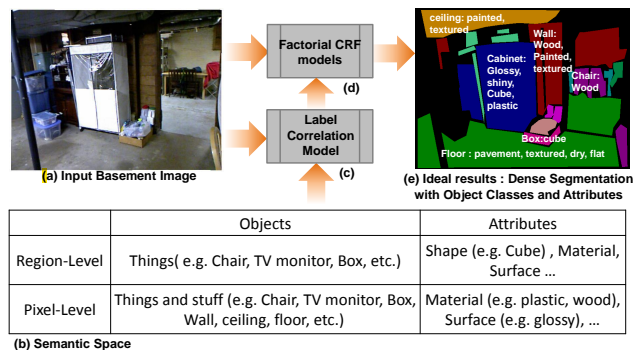 Factorial CRF
models
(d)
Label
Correlation
Model
(c)
ceiling: painted,
textured
Wall:
Wood,
Painted,
textured
Cabinet:
Glossy,
shiny,
Cube,
plastic
Chair:
Wood
Box:cube
Floor : pavement, textured, dry, flat
(a) Input Basement Image
(e) Ideal results : Dense Segmentation
with Object Classes and Attributes
Objects
Attributes
Region-Level
Things( e.g. Chair, TV monitor, Box, etc.)
Shape (e.g. Cube) , Material,
Surface ...
Pixel-Level
Things and stuff (e.g. Chair, TV monitor, Box,
Wall, ceiling, floor, etc.)
Material (e.g. plastic, wood),
Surface (e.g. glossy), ...
(b) Semantic Space